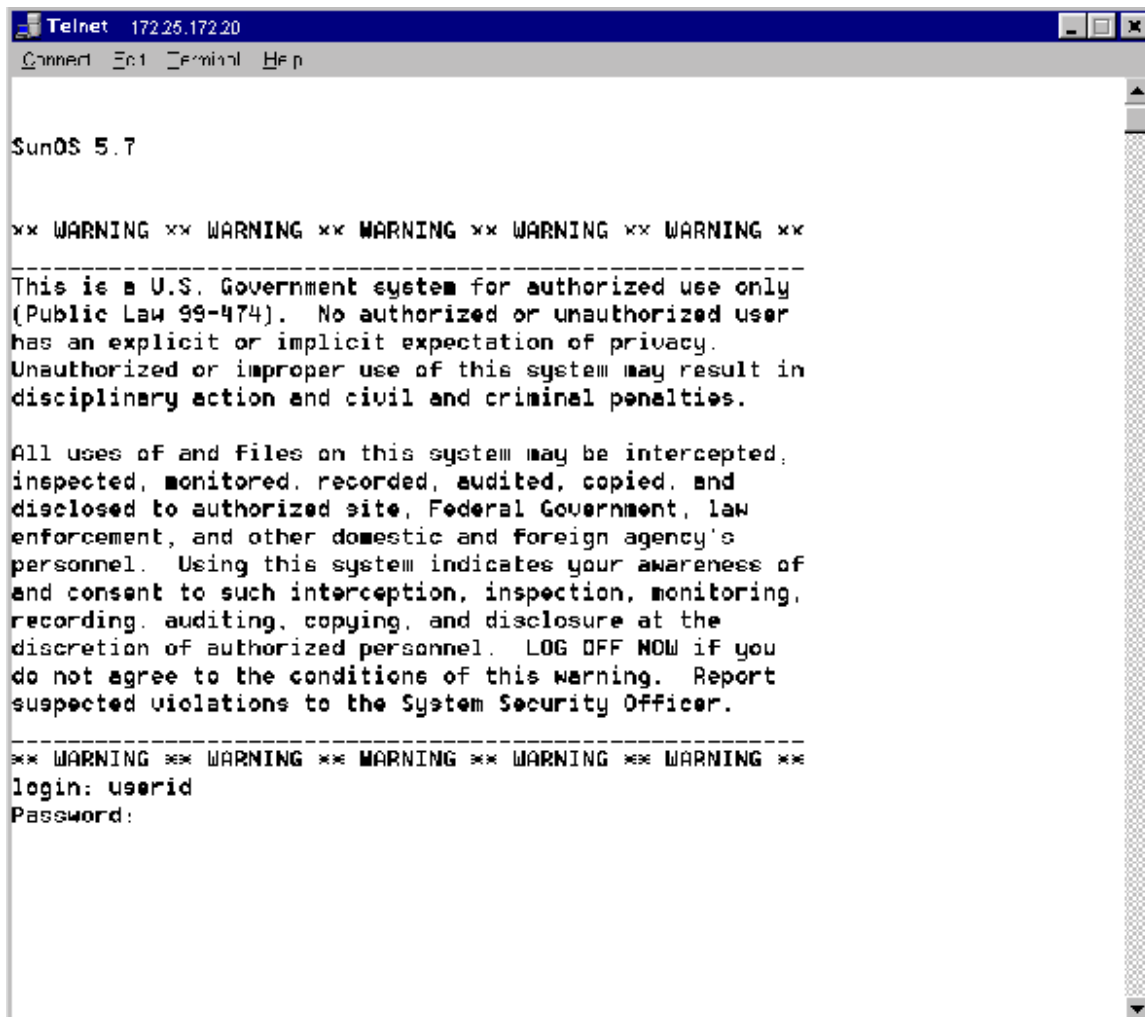 Telnet 172.25.172.20
Connect Edit Terminal Help
SunOS 5.7
** WARNING ** WARNING ** WARNING ** WARNING ** WARNING **
This is a U.S. Government system for authorized use only
(Public Law 99-474).  No authorized or unauthorized user
has an explicit or implicit expectation of privacy.
Unauthorized or improper use of this system may result in
disciplinary action and civil and criminal penalties.
All uses of and files on this system may be intercepted,
inspected, monitored, recorded, audited, copied, and
disclosed to authorized site, Federal Government, law
enforcement, and other domestic and foreign agency's
personnel.  Using this system indicates your awareness of
and consent to such interception, inspection, monitoring,
recording, auditing, copying, and disclosure at the
discretion of authorized personnel.  LOG OFF NOW if you
do not agree to the conditions of this warning.  Report
suspected violations to the System Security Officer.
** WARNING ** WARNING ** WARNING ** WARNING ** WARNING **
login: userid
Password: